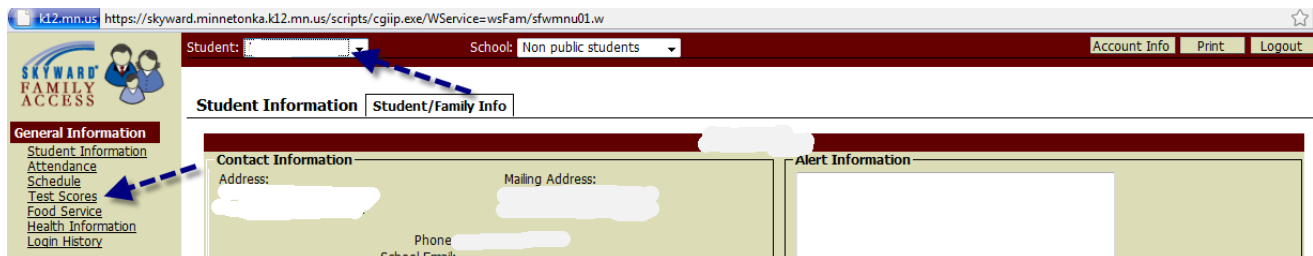 k12.mn.us https://skyward.minnetonka.k12.mn.us/scripts/cgiip.exe/WService=wsFam/sfwmnu01.w
Student: School: Non public students Account Info Print Logout
SKYWARD®
FAMILY
ACCESS
Student Information Student/Family Info
General Information
Student Information
Attendance
Schedule
Test Scores
Food Service
Health Information
Login History
Contact Information
Address: Mailing Address:
Phone
School Email:
Alert Information